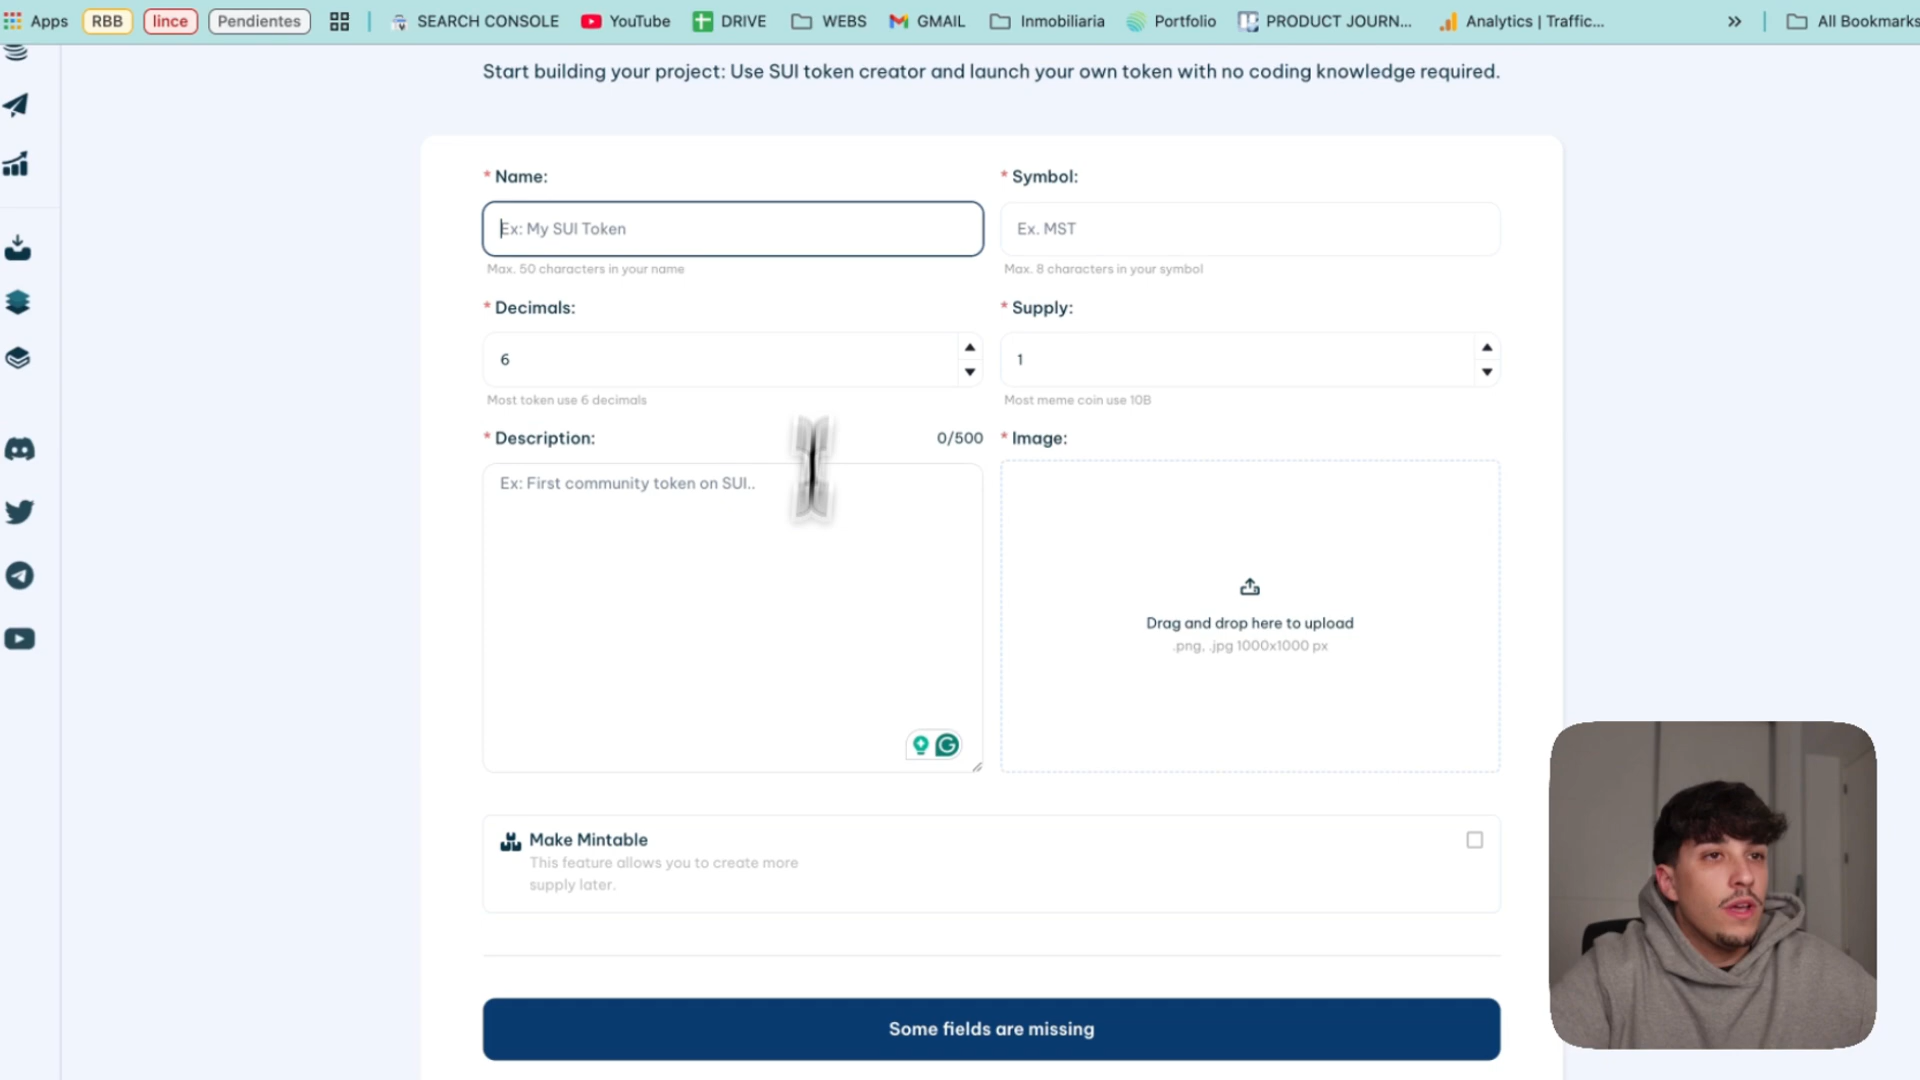 Apps RBB lince Pendientes SEARCH CONSOLE YouTube DRIVE WEBS GMAIL Inmobiliaria Portfolio PRODUCT JOURN... Analytics | Traffic... » All Bookmarks
Start building your project: Use SUI token creator and launch your own token with no coding knowledge required.
* Name: * Symbol:
Ex: My SUI Token Ex. MST
Max. 50 characters in your name Max. 8 characters in your symbol
* Decimals: * Supply:
6 1
Most token use 6 decimals Most meme coin use 10B
* Description: 0/500 * Image:
Ex: First community token on SUI..
Drag and drop here to upload
.png, .jpg 1000x1000 px
Make Mintable
This feature allows you to create more
supply later.
Some fields are missing